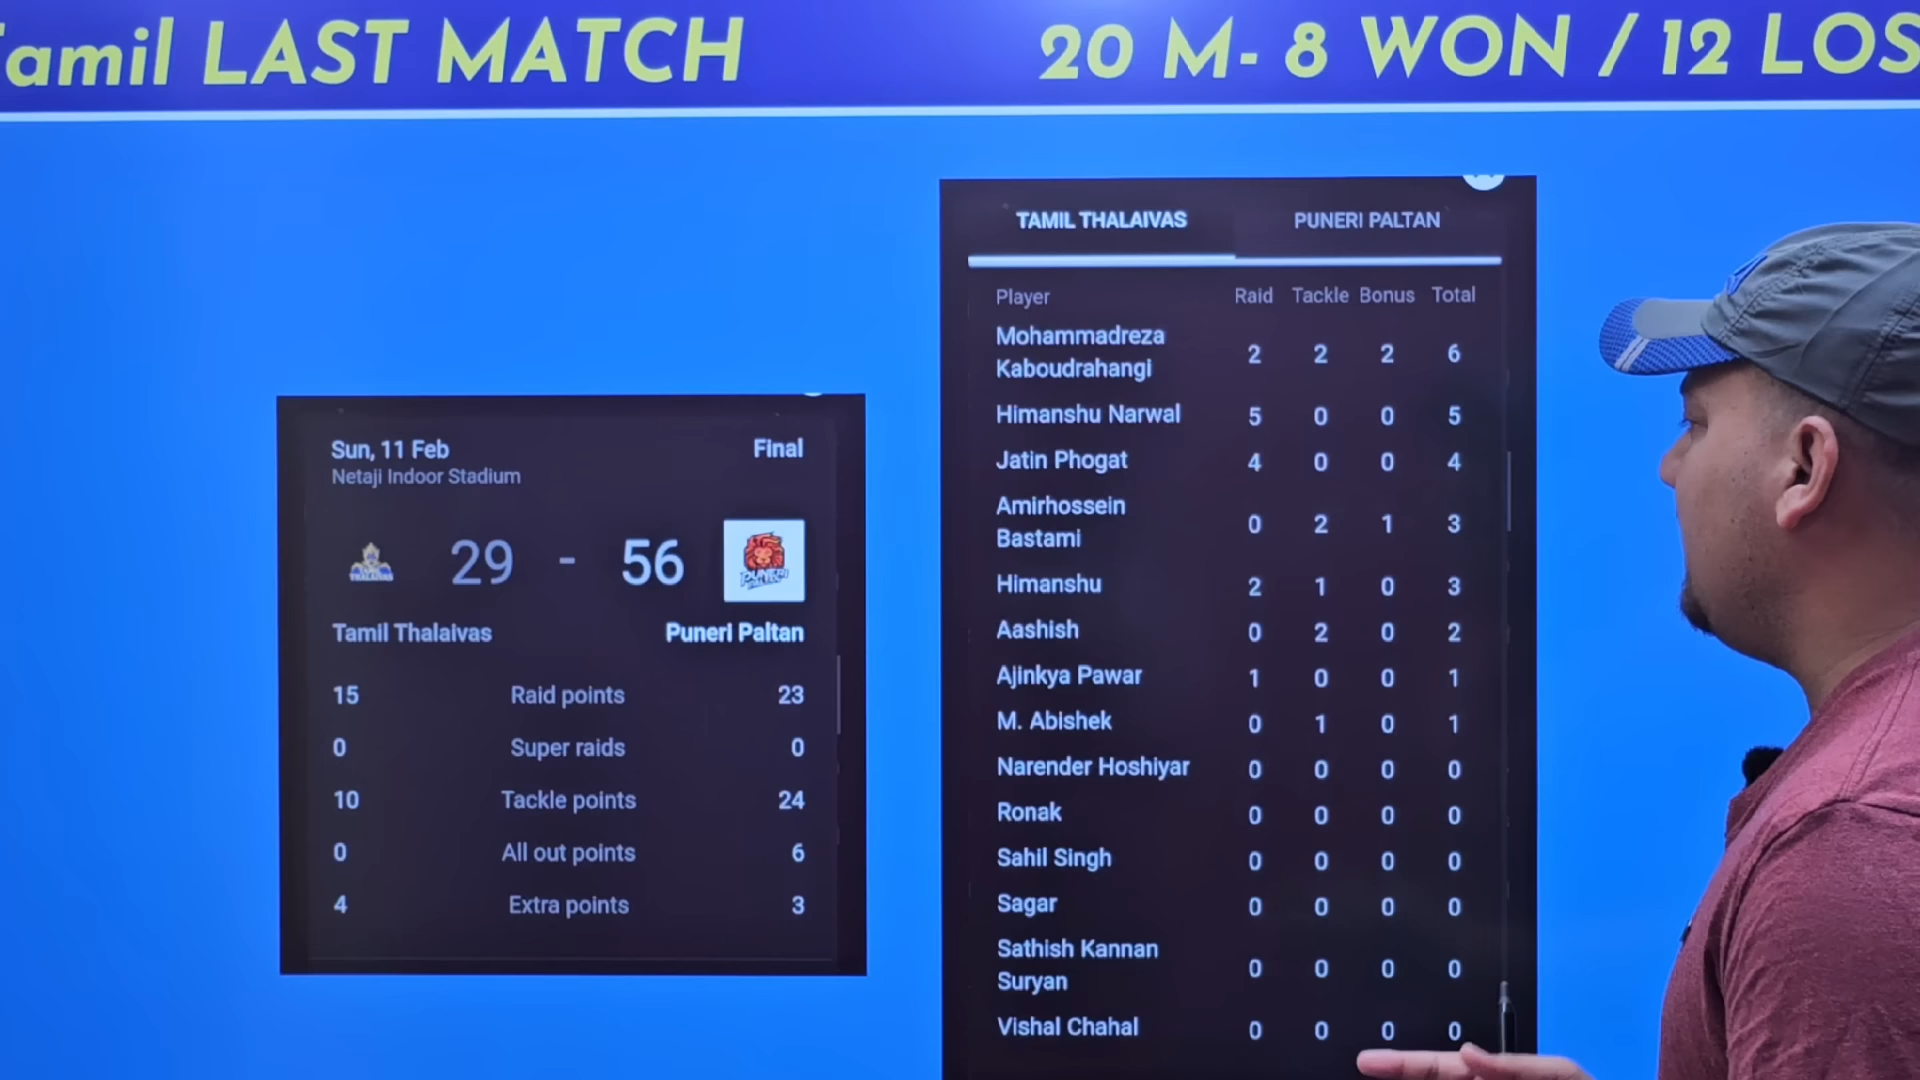 Tamil LAST MATCH
20 M- 8 WON / 12 LOS
Sun, 11 Feb
Final
Netaji Indoor Stadium
THALAIVAS
29 - 56
PUNERI
Tamil Thalaivas
Puneri Paltan
15 Raid points 23
0 Super raids 0
10 Tackle points 24
0 All out points 6
4 Extra points 3
TAMIL THALAIVAS
PUNERI PALTAN
Player Raid Tackle Bonus Total
Mohammadreza
Kaboudrahangi 2 2 2 6
Himanshu Narwal 5 0 0 5
Jatin Phogat 4 0 0 4
Amirhossein
Bastami 0 2 1 3
Himanshu 2 1 0 3
Aashish 0 2 0 2
Ajinkya Pawar 1 0 0 1
M. Abishek 0 1 0 1
Narender Hoshiyar 0 0 0 0
Ronak 0 0 0 0
Sahil Singh 0 0 0 0
Sagar 0 0 0 0
Sathish Kannan
Suryan 0 0 0 0
Vishal Chahal 0 0 0 0